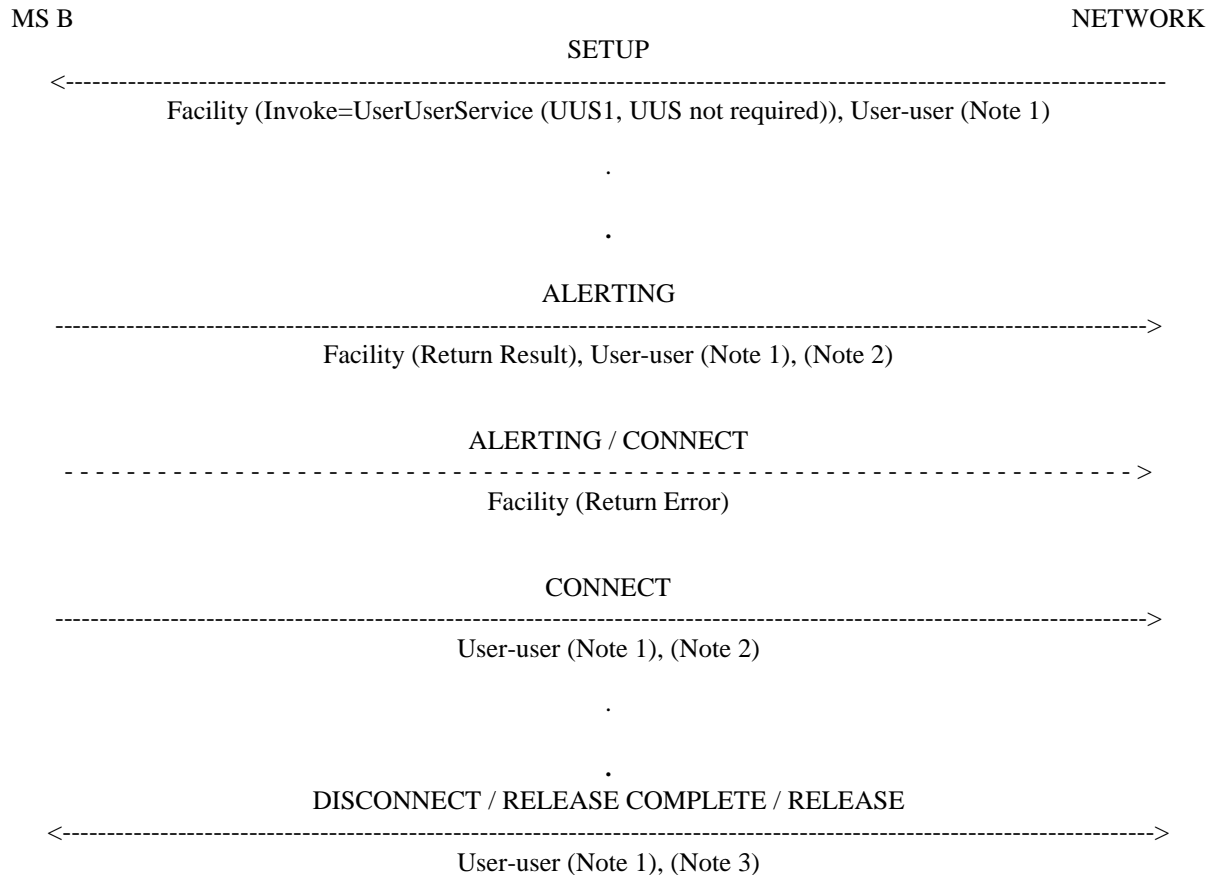 MS B NETWORK
SETUP
<----------------------------------------------------------------------------------------------------------------------------
Facility (Invoke=UserUserService (UUS1, UUS not required)), User-user (Note 1)
.
.
ALERTING
---------------------------------------------------------------------------------------------------------------------------->
Facility (Return Result), User-user (Note 1), (Note 2)
ALERTING / CONNECT
- - - - - - - - - - - - - - - - - - - - - - - - - - - - - - - - - - - - - - - - - - - - - - - - - - - - - - - - - - - - - - - - - - - - - - >
Facility (Return Error)
CONNECT
---------------------------------------------------------------------------------------------------------------------------->
User-user (Note 1), (Note 2)
.
.
DISCONNECT / RELEASE COMPLETE / RELEASE
<--------------------------------------------------------------------------------------------------------------------------->
User-user (Note 1), (Note 3)